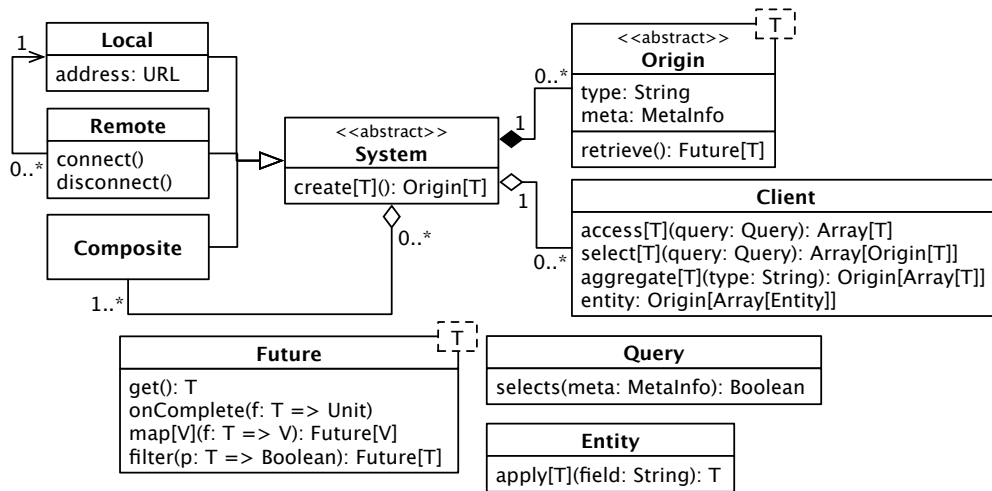 Local
address: URL
1
Remote
connect()
disconnect()
0..*
Composite
1..*
<<abstract>>
System
create[T](): Origin[T]
0..*
1
0..*
1
0..*
T
<<abstract>>
Origin
type: String
meta: MetaInfo
retrieve(): Future[T]
Client
access[T](query: Query): Array[T]
select[T](query: Query): Array[Origin[T]]
aggregate[T](type: String): Origin[Array[T]]
entity: Origin[Array[Entity]]
T
Future
get(): T
onComplete(f: T => Unit)
map[V](f: T => V): Future[V]
filter(p: T => Boolean): Future[T]
Query
selects(meta: MetaInfo): Boolean
Entity
apply[T](field: String): T